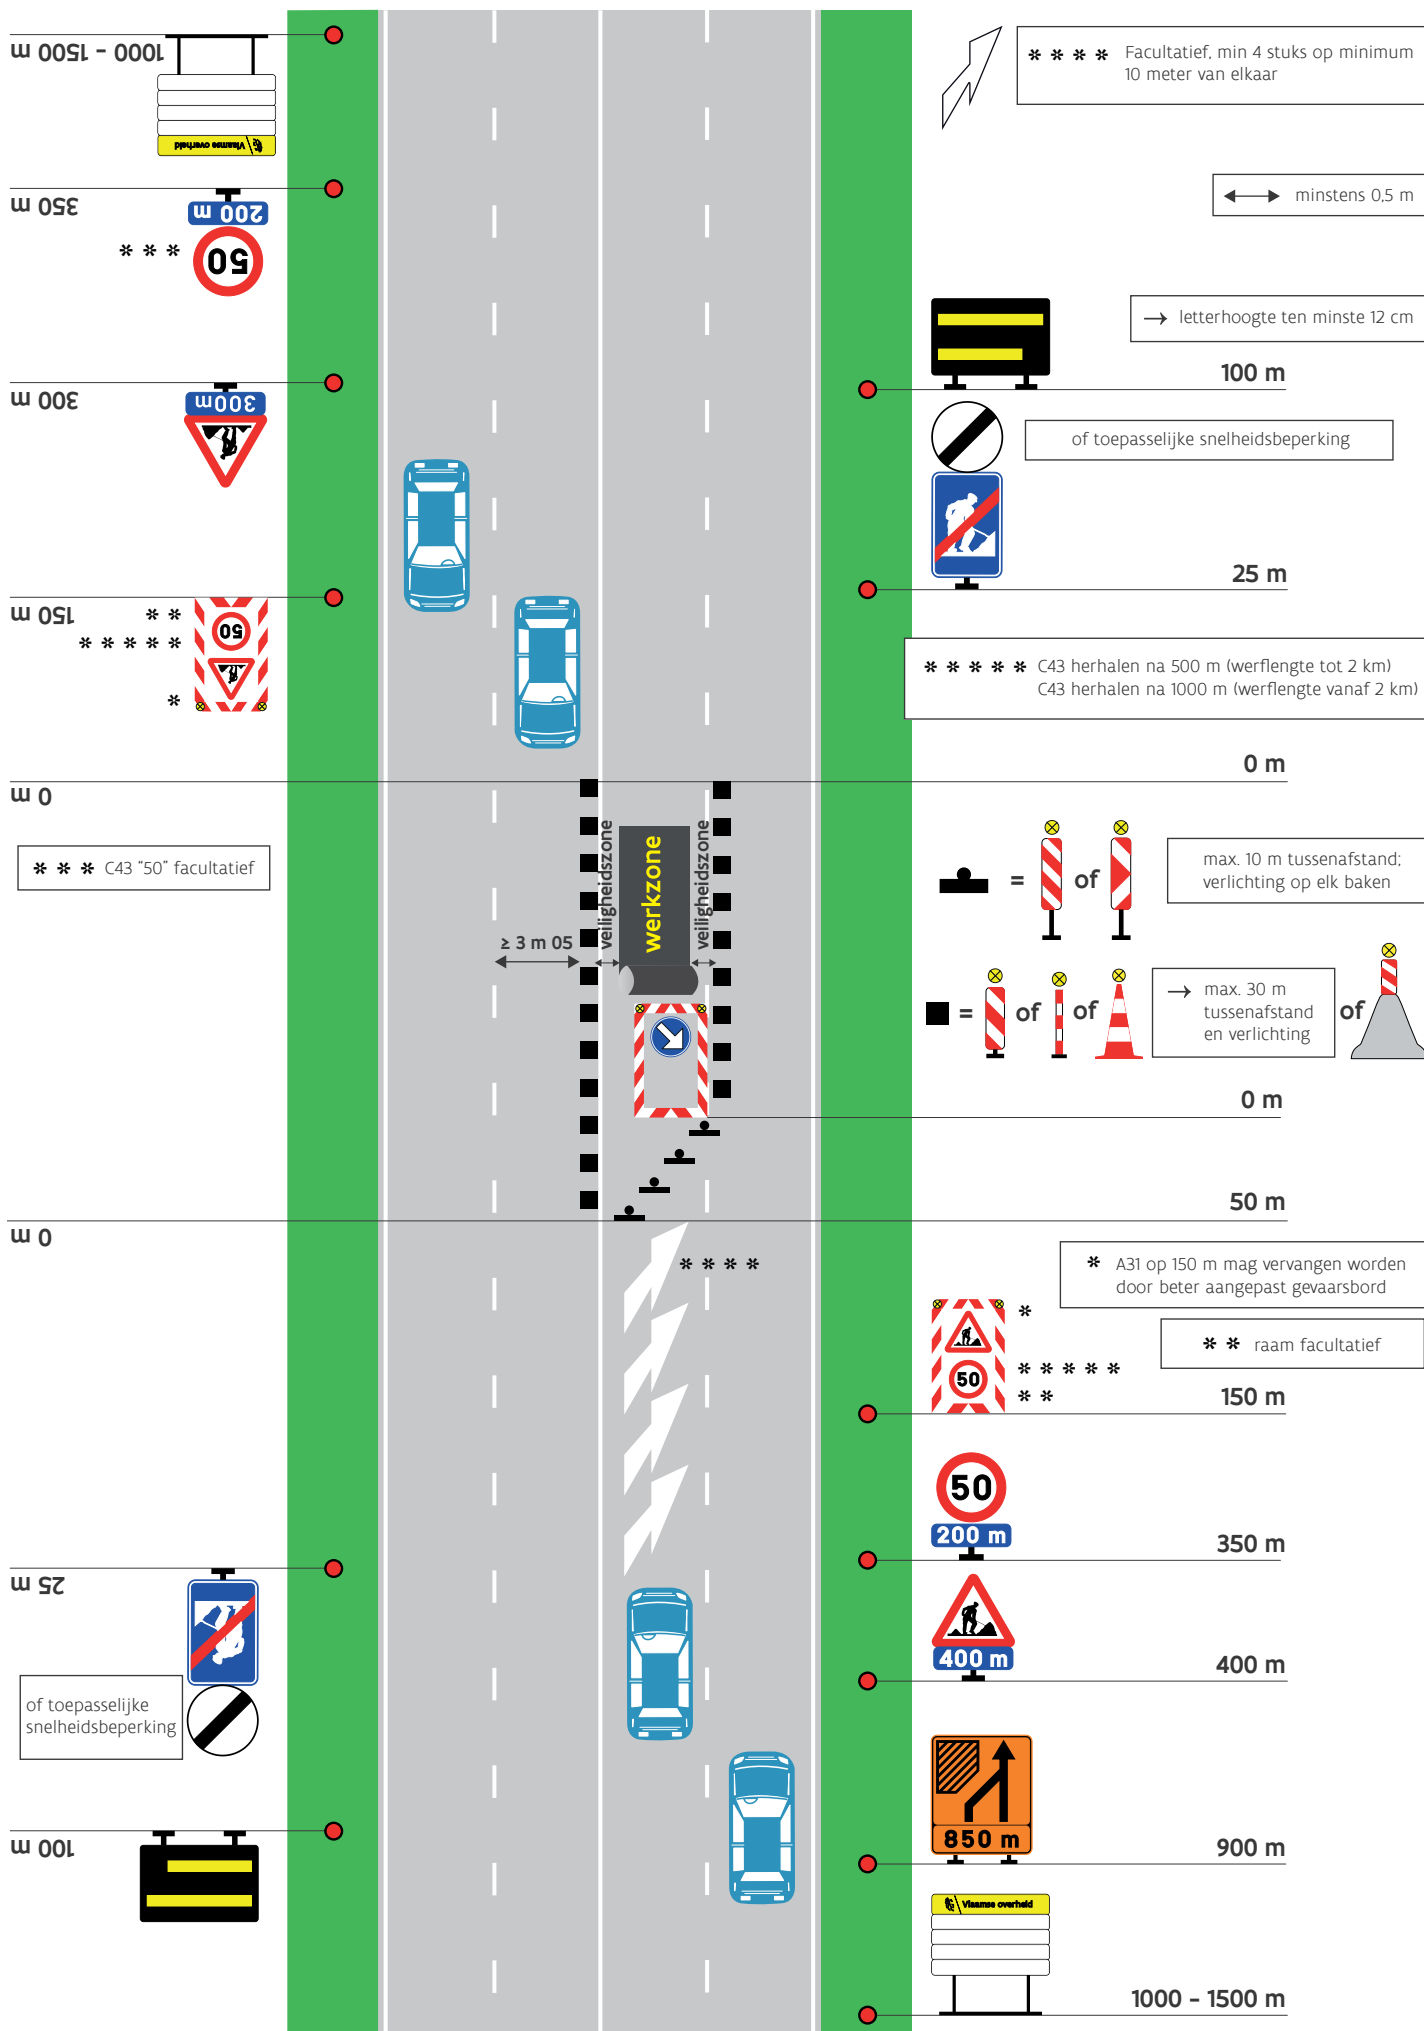 1000 - 1500 m
Vlaamse overheid
350 m
200 m
50
* * *
300 m
300m
150 m
* *
50
* * * * *
*
0 m
* * * C43 "50" facultatief
0 m
25 m
of toepasselijke
snelheidsbeperking
100 m
veiligheidszone
werkzone
veiligheidszone
≥ 3 m 05
* * * *
* * * * Facultatief, min 4 stuks op minimum
10 meter van elkaar
minstens 0,5 m
→ letterhoogte ten minste 12 cm
100 m
of toepasselijke snelheidsbeperking
25 m
* * * * * C43 herhalen na 500 m (werflengte tot 2 km)
C43 herhalen na 1000 m (werflengte vanaf 2 km)
0 m
= of
max. 10 m tussenafstand;
verlichting op elk baken
= of of
→ max. 30 m
tussenafstand
en verlichting
of
0 m
50 m
* A31 op 150 m mag vervangen worden
door beter aangepast gevaarsbord
*
* * raam facultatief
* * * * *
50
* *
150 m
50
200 m
350 m
400 m
400 m
850 m
900 m
Vlaamse overheid
1000 - 1500 m